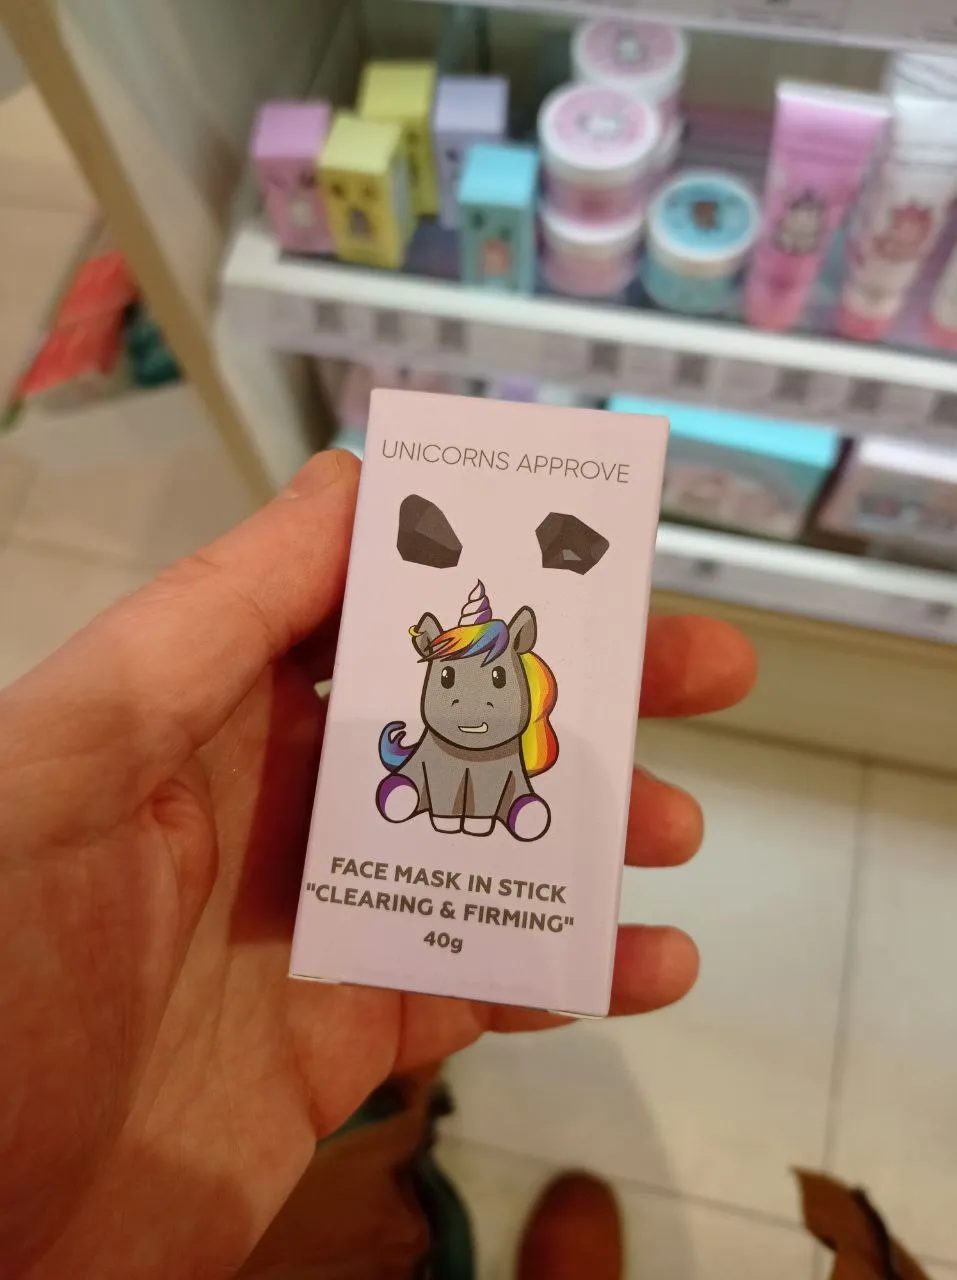 UNICORNS APPROVE
FACE MASK IN STICK
"CLEARING & FIRMING"
40g